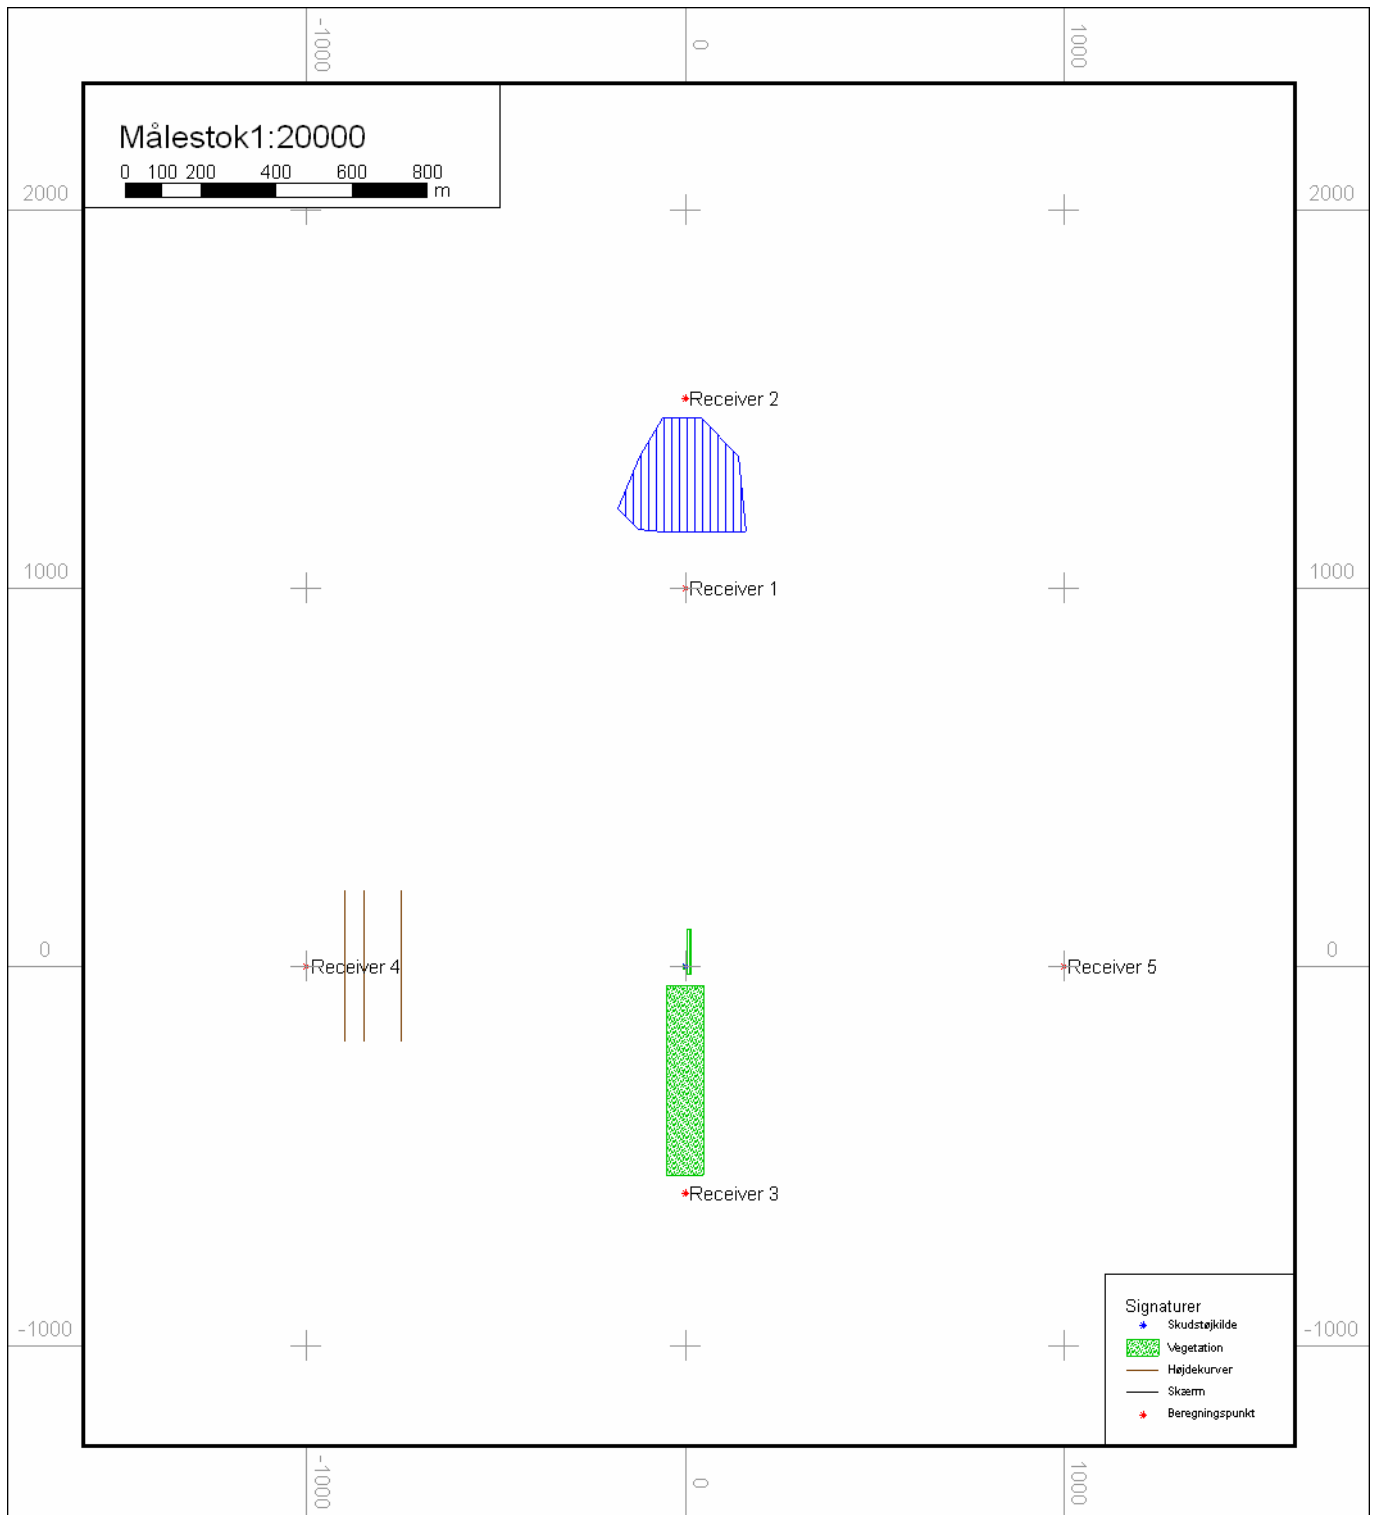 -1000
0
1000
Målestok1:20000
0 100 200 400 600 800
m
2000
2000
Receiver 2
1000
1000
Receiver 1
0
0
Receiver 4
Receiver 5
Receiver 3
Signaturer
Skudstøjkilde
Vegetation
Højdekurver
Skærm
Beregningspunkt
-1000
-1000
-1000
0
1000